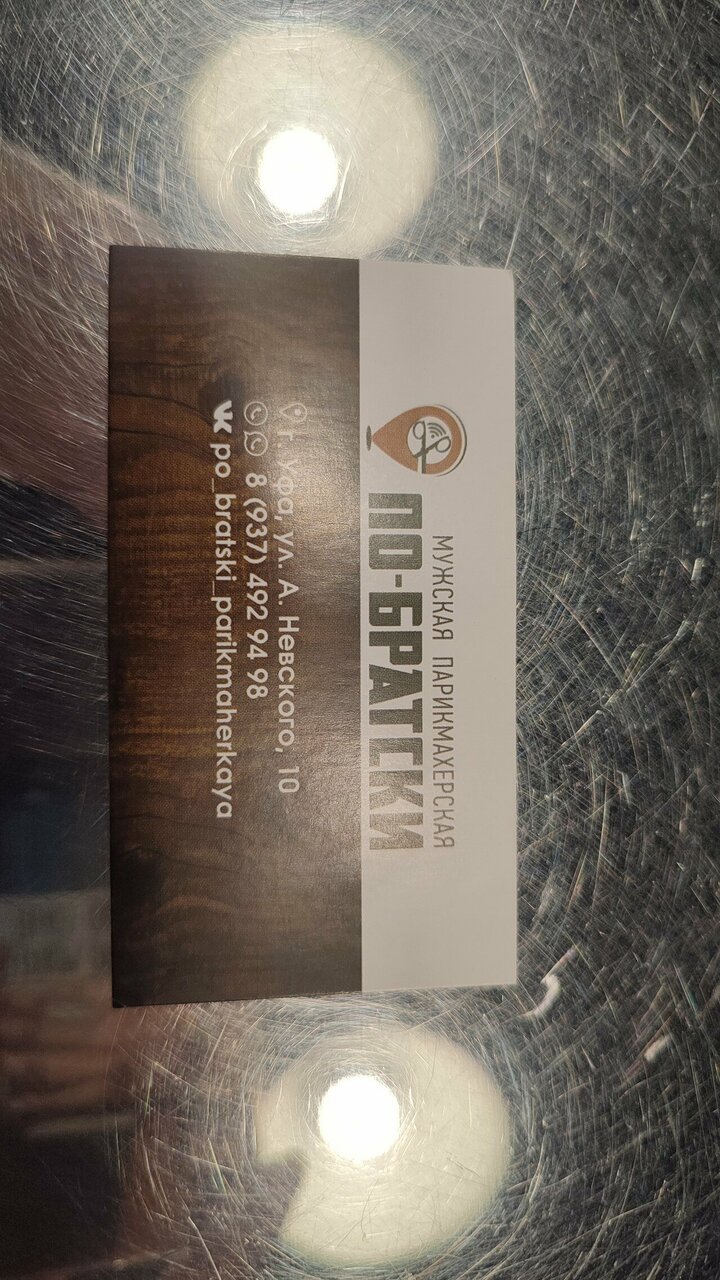 МУЖСКАЯ ПАРИКМАХЕРСКАЯ
ПО-БРАТСКИ
г. Уфа, ул. А. Невского, 10
8 (937) 492 94 98
po_bratski_parikmaherkaya